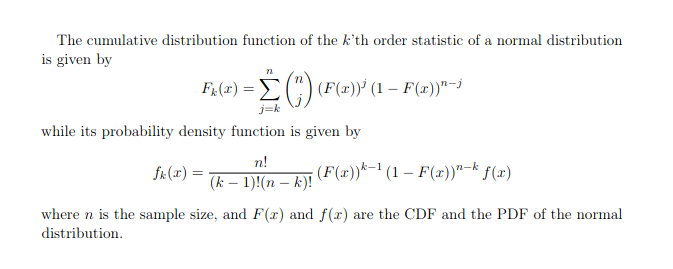 The cumulative distribution function of the k'th order statistic of a normal distribution
is given by
F_k(x) = \sum_{j=k}^{n} \binom{n}{j} (F(x))^j (1 − F(x))^{n−j}
while its probability density function is given by
f_k(x) = \frac{n!}{(k − 1)!(n − k)!} (F(x))^{k−1} (1 − F(x))^{n−k} f(x)
where n is the sample size, and F(x) and f(x) are the CDF and the PDF of the normal
distribution.